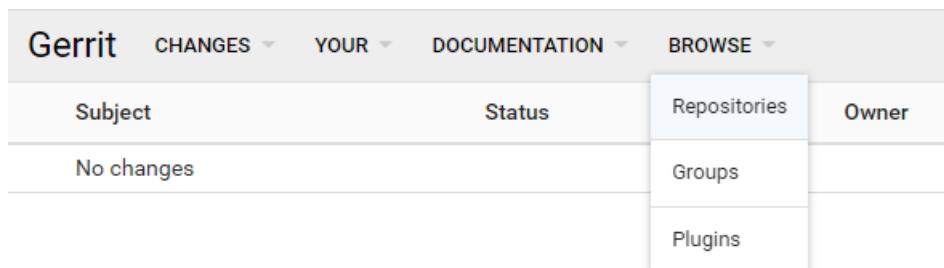 Gerrit CHANGES YOUR DOCUMENTATION BROWSE
Subject Status Owner
Repositories
No changes
Groups
Plugins